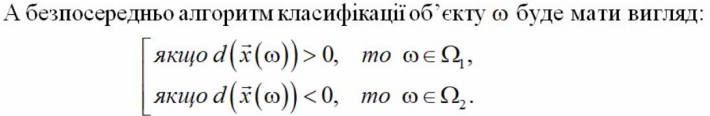 А безпосередньо алгоритм класифікації об’єкту ω буде мати вигляд:
якщо d(x⃗(ω))>0, то ω∈Ω₁,
якщо d(x⃗(ω))<0, то ω∈Ω₂.